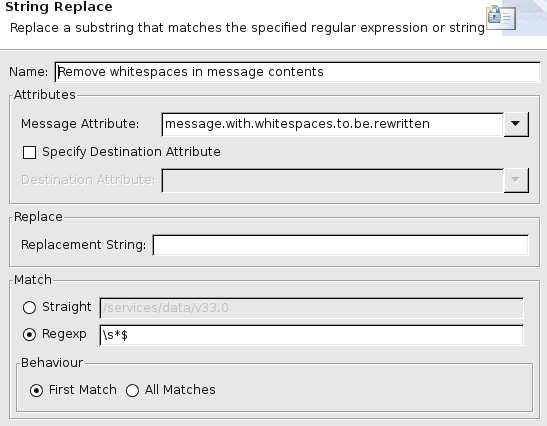 String Replace
Replace a substring that matches the specified regular expression or string
Name: Remove whitespaces in message contents
Attributes
Message Attribute: message.with.whitespaces.to.be.rewritten
Specify Destination Attribute
Destination Attribute:
Replace
Replacement String:
Match
Straight /services/data/v33.0
Regexp \s*$
Behaviour
First Match All Matches